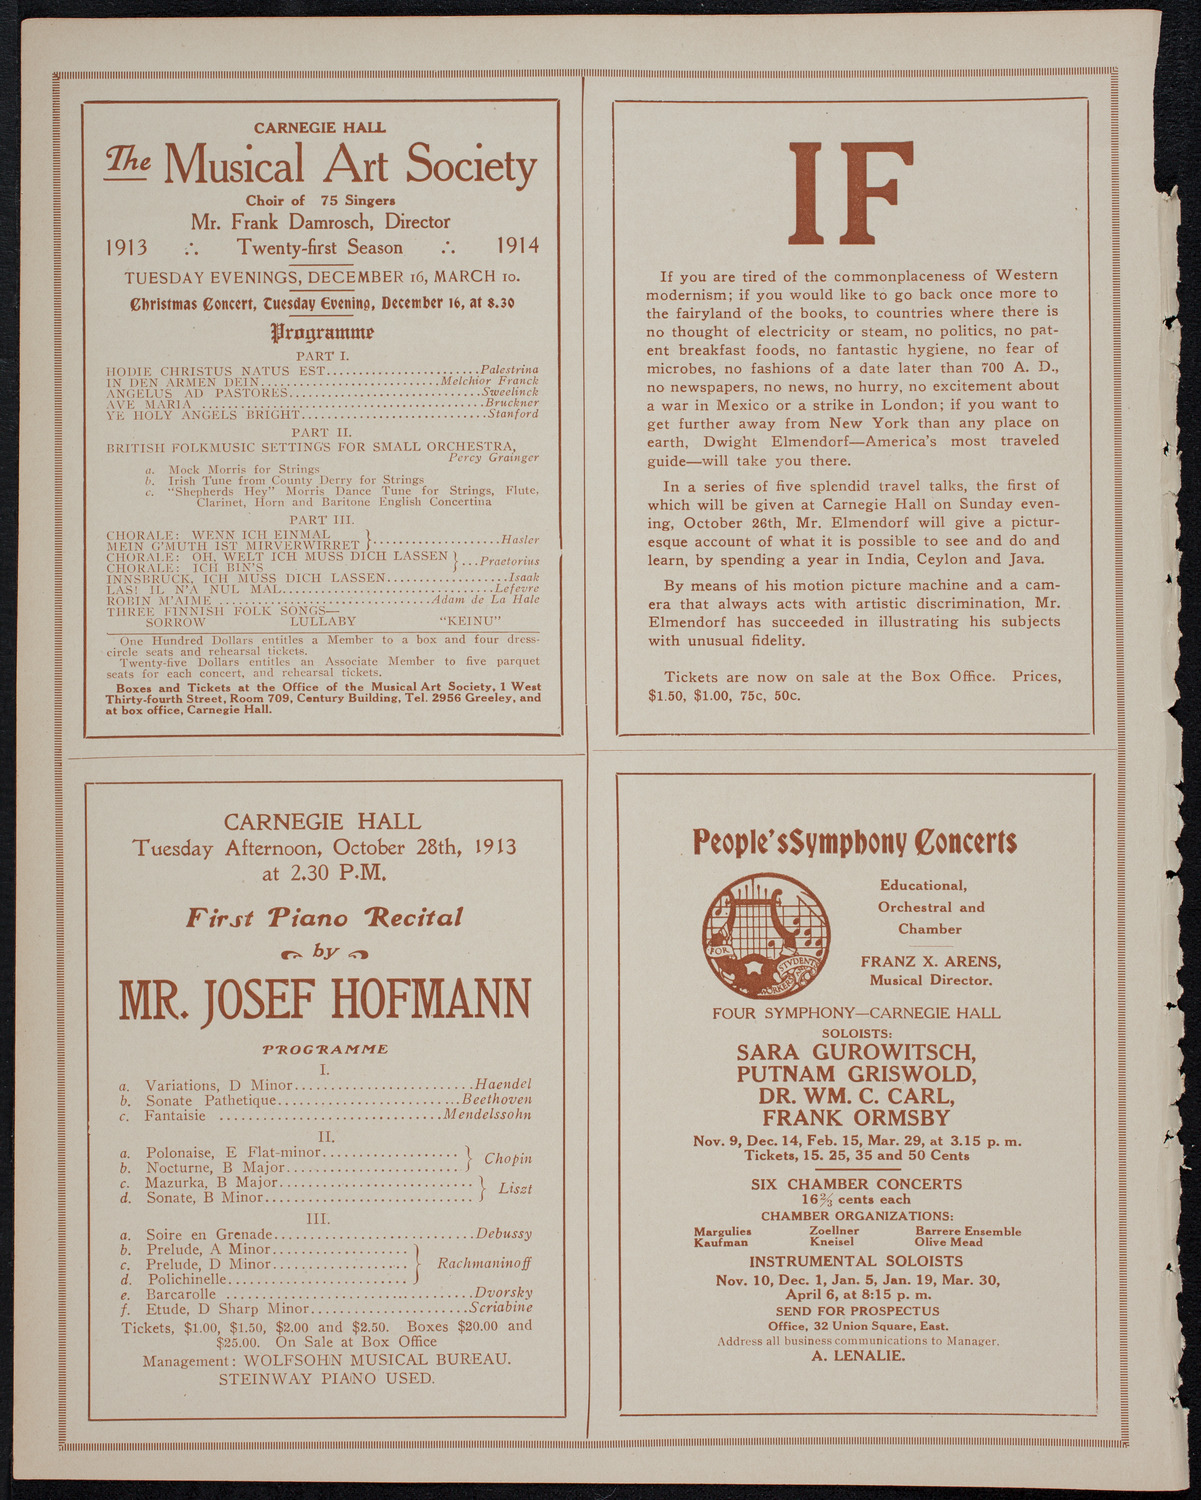 CARNEGIE HALL
The Musical Art Society
Choir of 75 Singers
Mr. Frank Damrosch, Director
1913 ∴ Twenty-first Season ∴ 1914
TUESDAY EVENINGS, DECEMBER 16, MARCH 10.
Christmas Concert, Tuesday Evening, December 16, at 8.30
Programme
PART I.
HODIE CHRISTUS NATUS EST........................Palestrina
IN DEN ARMEN DEIN............................Melchior Franck
ANGELUS AD PASTORES..............................Sweelinck
AVE MARIA ............................................Bruckner
YE HOLY ANGELS BRIGHT.............................Stanford
PART II.
BRITISH FOLKMUSIC SETTINGS FOR SMALL ORCHESTRA,
Percy Grainger
a. Mock Morris for Strings
b. Irish Tune from County Derry for Strings
c. "Shepherds Hey" Morris Dance Tune for Strings, Flute,
Clarinet, Horn and Baritone English Concertina
PART III.
CHORALE: WENN ICH EINMAL
MEIN G'MUTH IST MIRVERWIRRET }....................Hasler
CHORALE: OH, WELT ICH MUSS DICH LASSEN
CHORALE: ICH BIN'S }...Praetorius
INNSBRUCK, ICH MUSS DICH LASSEN...................Isaak
LAS! IL N'A NUL MAL.................................Lefevre
ROBIN M'AIME .................................Adam de La Hale
THREE FINNISH FOLK SONGS—
SORROW LULLABY "KEINU"
One Hundred Dollars entitles a Member to a box and four dress-
circle seats and rehearsal tickets.
Twenty-five Dollars entitles an Associate Member to five parquet
seats for each concert, and rehearsal tickets.
Boxes and Tickets at the Office of the Musical Art Society, 1 West
Thirty-fourth Street, Room 709, Century Building, Tel. 2956 Greeley, and
at box office, Carnegie Hall.
IF
If you are tired of the commonplaceness of Western
modernism; if you would like to go back once more to
the fairyland of the books, to countries where there is
no thought of electricity or steam, no politics, no pat-
ent breakfast foods, no fantastic hygiene, no fear of
microbes, no fashions of a date later than 700 A. D.,
no newspapers, no news, no hurry, no excitement about
a war in Mexico or a strike in London; if you want to
get further away from New York than any place on
earth, Dwight Elmendorf—America's most traveled
guide—will take you there.
In a series of five splendid travel talks, the first of
which will be given at Carnegie Hall on Sunday even-
ing, October 26th, Mr. Elmendorf will give a pictur-
esque account of what it is possible to see and do and
learn, by spending a year in India, Ceylon and Java.
By means of his motion picture machine and a cam-
era that always acts with artistic discrimination, Mr.
Elmendorf has succeeded in illustrating his subjects
with unusual fidelity.
Tickets are now on sale at the Box Office. Prices,
$1.50, $1.00, 75c, 50c.
CARNEGIE HALL
Tuesday Afternoon, October 28th, 1913
at 2.30 P.M.
First Piano Recital
by
MR. JOSEF HOFMANN
PROGRAMME
I.
a. Variations, D Minor........................Haendel
b. Sonate Pathetique.........................Beethoven
c. Fantaisie ..............................Mendelssohn
II.
a. Polonaise, E Flat-minor...................
b. Nocturne, B Major........................ } Chopin
c. Mazurka, B Major..........................
d. Sonate, B Minor............................ } Liszt
III.
a. Soire en Grenade...........................Debussy
b. Prelude, A Minor...................
c. Prelude, D Minor................... } Rachmaninoff
d. Polichinelle.........................
e. Barcarolle ..................................Dvorsky
f. Etude, D Sharp Minor......................Scriabine
Tickets, $1.00, $1.50, $2.00 and $2.50. Boxes $20.00 and
$25.00. On Sale at Box Office
Management: WOLFSOHN MUSICAL BUREAU.
STEINWAY PIANO USED.
People's Symphony Concerts
FOR STUDENTS AND WORKERS
Educational,
Orchestral and
Chamber
FRANZ X. ARENS,
Musical Director.
FOUR SYMPHONY—CARNEGIE HALL
SOLOISTS:
SARA GUROWITSCH,
PUTNAM GRISWOLD,
DR. WM. C. CARL,
FRANK ORMSBY
Nov. 9, Dec. 14, Feb. 15, Mar. 29, at 3.15 p. m.
Tickets, 15. 25, 35 and 50 Cents
SIX CHAMBER CONCERTS
16⅔ cents each
CHAMBER ORGANIZATIONS:
Margulies Zoellner Barrere Ensemble
Kaufman Kneisel Olive Mead
INSTRUMENTAL SOLOISTS
Nov. 10, Dec. 1, Jan. 5, Jan. 19, Mar. 30,
April 6, at 8:15 p. m.
SEND FOR PROSPECTUS
Office, 32 Union Square, East.
Address all business communications to Manager.
A. LENALIE.